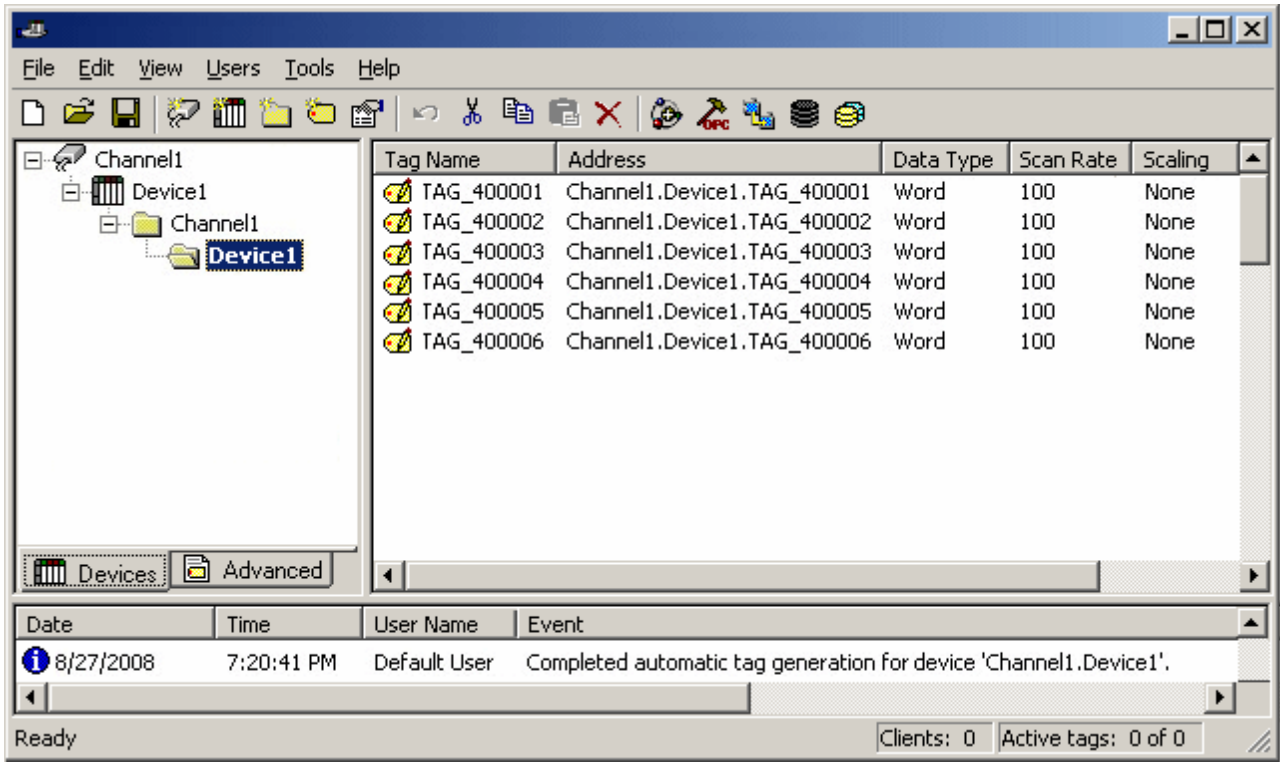 File Edit View Users Tools Help
OPC
Channel1
Device1
Channel1
Device1
Devices Advanced
Tag Name Address Data Type Scan Rate Scaling
TAG_400001 Channel1.Device1.TAG_400001 Word 100 None
TAG_400002 Channel1.Device1.TAG_400002 Word 100 None
TAG_400003 Channel1.Device1.TAG_400003 Word 100 None
TAG_400004 Channel1.Device1.TAG_400004 Word 100 None
TAG_400005 Channel1.Device1.TAG_400005 Word 100 None
TAG_400006 Channel1.Device1.TAG_400006 Word 100 None
Date Time User Name Event
8/27/2008 7:20:41 PM Default User Completed automatic tag generation for device 'Channel1.Device1'.
Ready Clients: 0 Active tags: 0 of 0